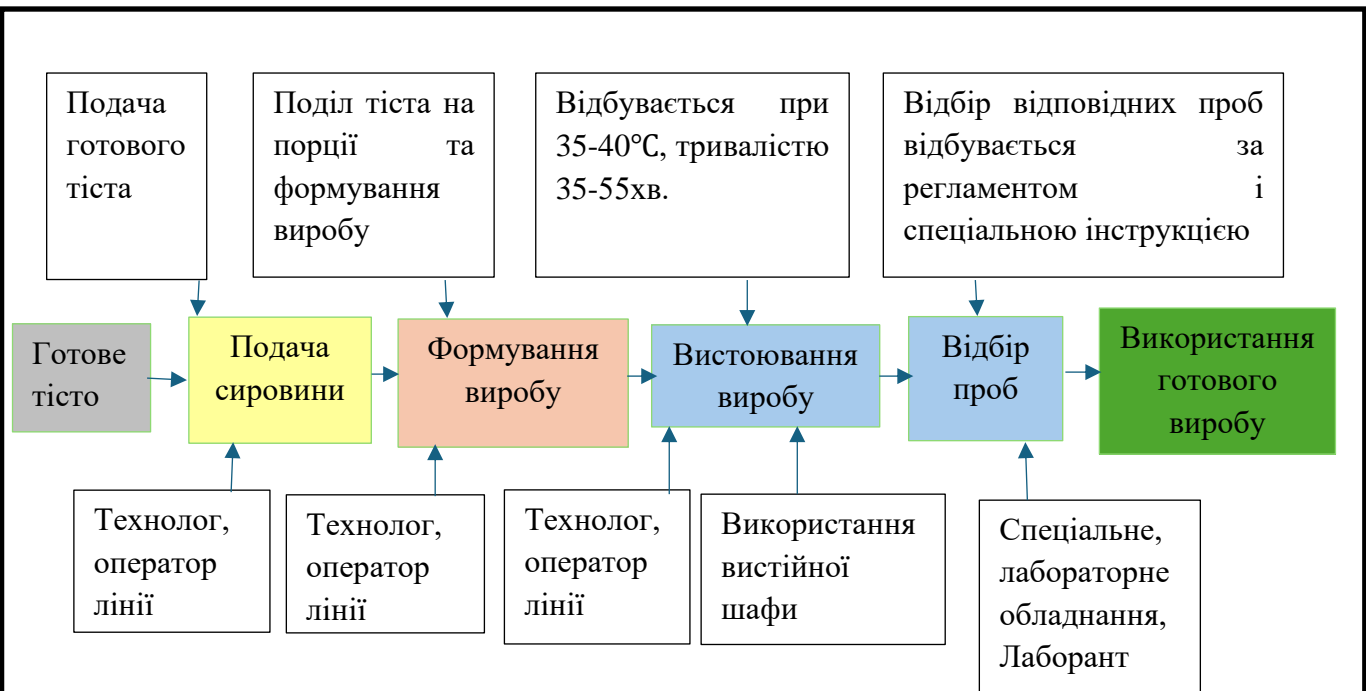 Подача
готового
тіста
Поділ тіста на
порції та
формування
виробу
Відбувається при
35-40℃, тривалістю
35-55хв.
Відбір відповідних проб
відбувається за
регламентом і
спеціальною інструкцією
Готове
тісто
Подача
сировини
Формування
виробу
Вистоювання
виробу
Відбір
проб
Використання
готового
виробу
Технолог,
оператор
лінії
Технолог,
оператор
лінії
Технолог,
оператор
лінії
Використання
вистійної
шафи
Спеціальне,
лабораторне
обладнання,
Лаборант